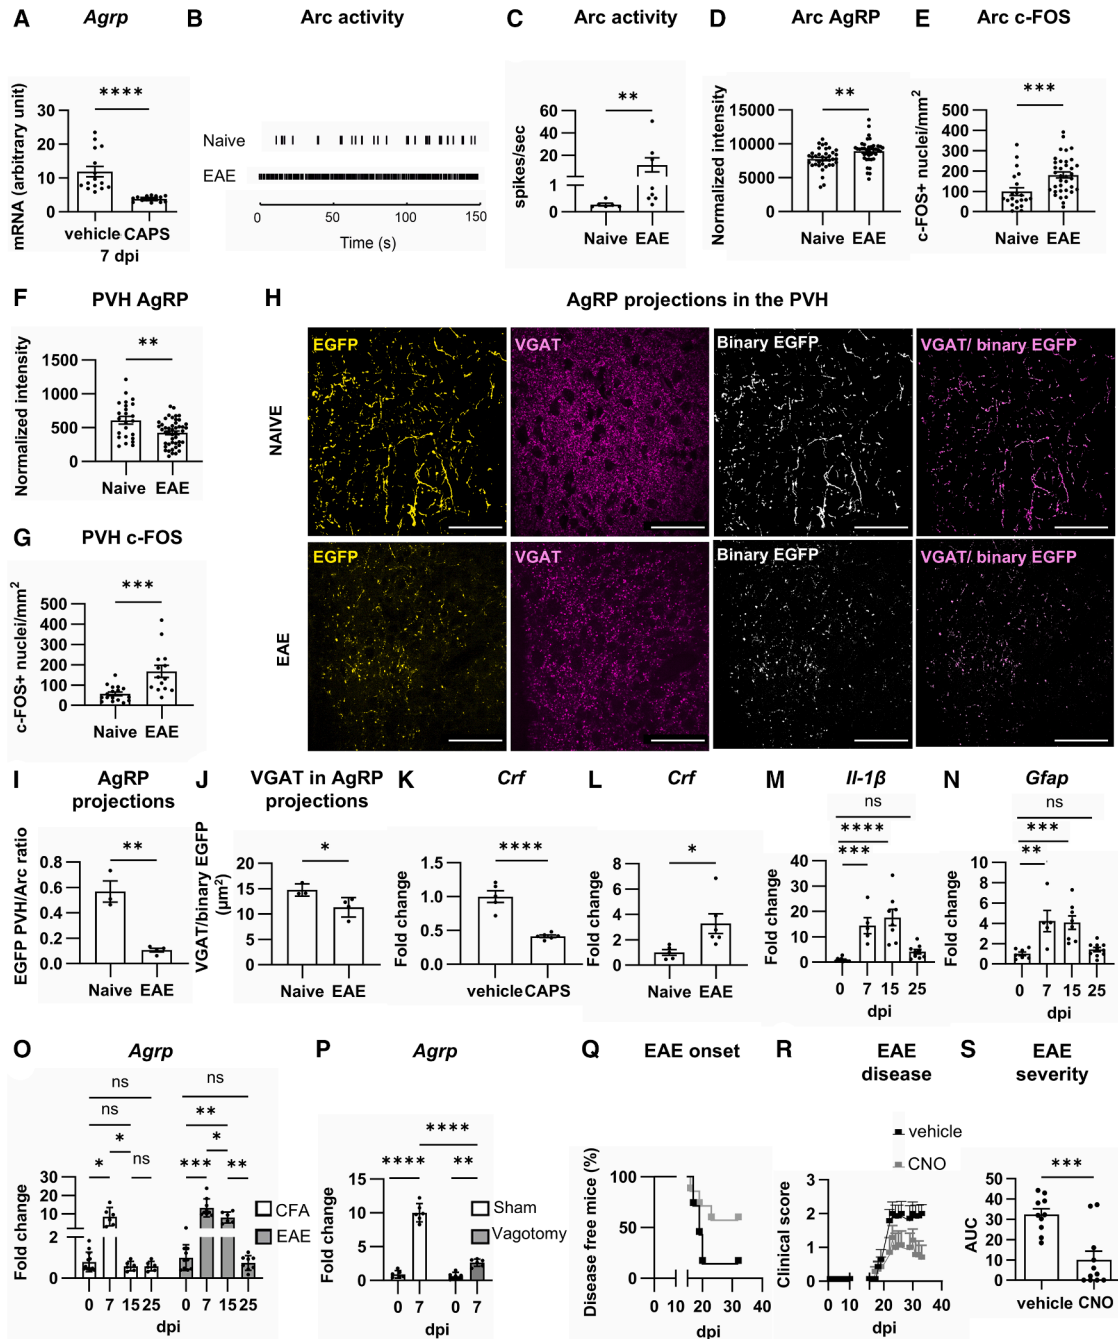 A Agrp
B Arc activity
C Arc activity
D Arc AgRP
E Arc c-FOS
****
mRNA (arbitrary unit)
30
20
10
0
vehicle CAPS
7 dpi
Naive
EAE
0 50 100 150
Time (s)
**
spikes/sec
60
40
20
1
0
Naive EAE
**
Normalized intensity
15000
10000
5000
0
Naive EAE
***
c-FOS+ nuclei/mm²
500
400
300
200
100
0
Naive EAE
F PVH AgRP
**
Normalized intensity
1500
1000
500
0
Naive EAE
G PVH c-FOS
***
c-FOS+ nuclei/mm²
500
400
300
200
100
0
Naive EAE
H AgRP projections in the PVH
NAIVE
EGFP VGAT Binary EGFP VGAT/ binary EGFP
EAE
EGFP VGAT Binary EGFP VGAT/ binary EGFP
I AgRP
projections
**
EGFP PVH/Arc ratio
0.8
0.6
0.4
0.2
0.0
Naive EAE
J VGAT in AgRP
projections
*
VGAT/binary EGFP
(µm²)
20
15
10
5
0
Naive EAE
K Crf
****
Fold change
1.5
1.0
0.5
0.0
vehicle CAPS
L Crf
*
Fold change
8
6
4
2
0
Naive EAE
M Il-1β
ns
****
***
Fold change
40
30
20
10
0
0 7 15 25
dpi
N Gfap
ns
***
**
Fold change
10
8
6
4
2
0
0 7 15 25
dpi
O Agrp
ns
ns
*
* ns
ns
**
*
*** **
Fold change
30
20
10
2
0
0 7 15 25 0 7 15 25
dpi
CFA
EAE
P Agrp
****
**** **
Fold change
15
10
5
0
0 7 0 7
dpi
Sham
Vagotomy
Q EAE onset
Disease free mice (%)
100
50
0
0 20 40
dpi
R EAE
disease
vehicle
CNO
Clinical score
3
2
1
0
0 10 20 30 40
dpi
S EAE
severity
***
AUC
50
40
30
20
10
0
vehicle CNO